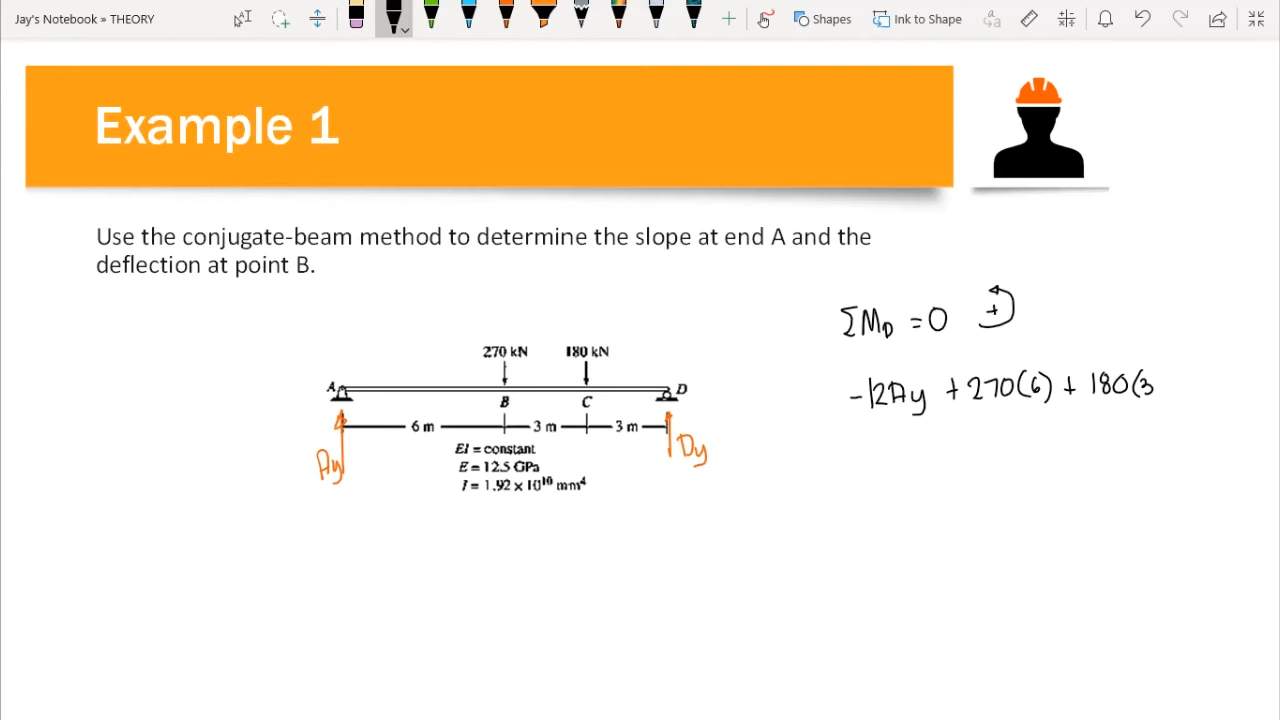 Jay's Notebook » THEORY
Shapes
Ink to Shape
Example 1
Use the conjugate-beam method to determine the slope at end A and the
deflection at point B.
ΣM_D = 0 +
270 kN 180 kN
-12Ay + 270(6) + 180(3
A D
B C
6 m 3 m 3 m
Ay Dy
EI = constant
E = 12.5 GPa
I = 1.92 x 10¹⁰ mm⁴